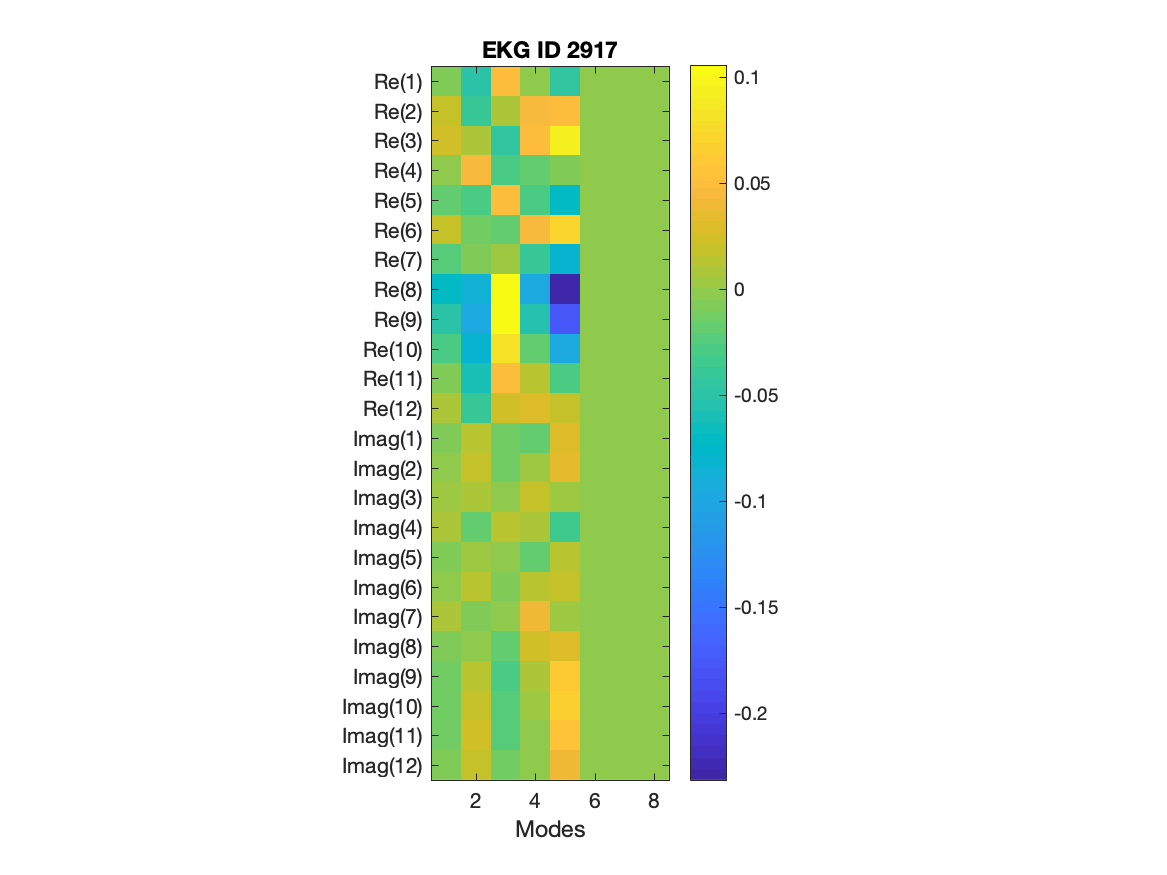 EKG ID 2917
Re(1)
Re(2)
Re(3)
Re(4)
Re(5)
Re(6)
Re(7)
Re(8)
Re(9)
Re(10)
Re(11)
Re(12)
Imag(1)
Imag(2)
Imag(3)
Imag(4)
Imag(5)
Imag(6)
Imag(7)
Imag(8)
Imag(9)
Imag(10)
Imag(11)
Imag(12)
2 4 6 8
Modes
0.1
0.05
0
-0.05
-0.1
-0.15
-0.2